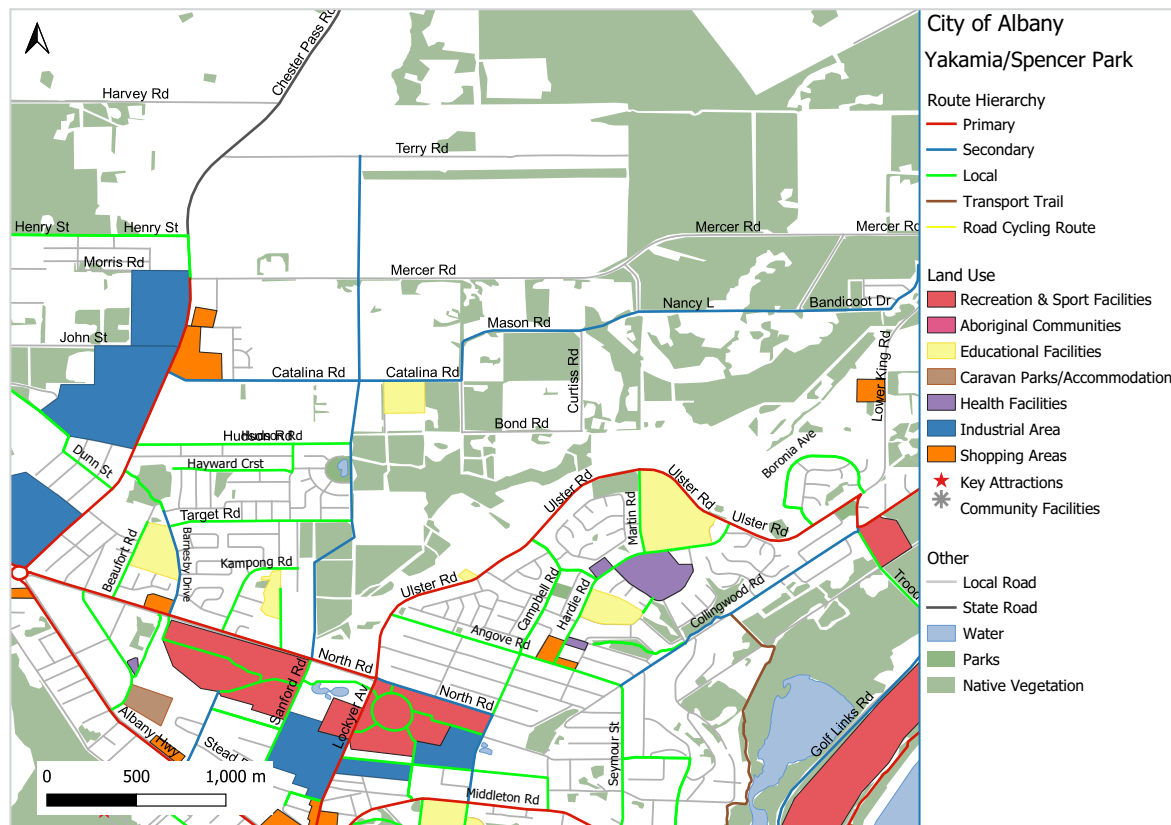 City of Albany
Yakamia/Spencer Park
Route Hierarchy
Primary
Secondary
Local
Transport Trail
Road Cycling Route
Land Use
Recreation & Sport Facilities
Aboriginal Communities
Educational Facilities
Caravan Parks/Accommodation
Health Facilities
Industrial Area
Shopping Areas
Key Attractions
Community Facilities
Other
Local Road
State Road
Water
Parks
Native Vegetation
Chester Pass Rd
Harvey Rd
Terry Rd
Henry St
Henry St
Mercer Rd
Mercer Rd
Morris Rd
Mercer Rd
Nancy L
Bandicoot Dr
Mason Rd
John St
Lower King Rd
Catalina Rd
Catalina Rd
Curtiss Rd
Bond Rd
Hudson Rd
Hudson Rd
Boronia Ave
Dunn St
Hayward Crst
Ulster Rd
Ulster Rd
Ulster Rd
Target Rd
Martin Rd
Barnesby Drive
Beaufort Rd
Kampong Rd
Ulster Rd
Campbell Rd
Hardie Rd
Collingwood Rd
Angove Rd
North Rd
Sanford Rd
North Rd
Lockyer Av
Albany Hwy
Stead
Seymour St
Golf Links Rd
Middleton Rd
0 500 1,000 m